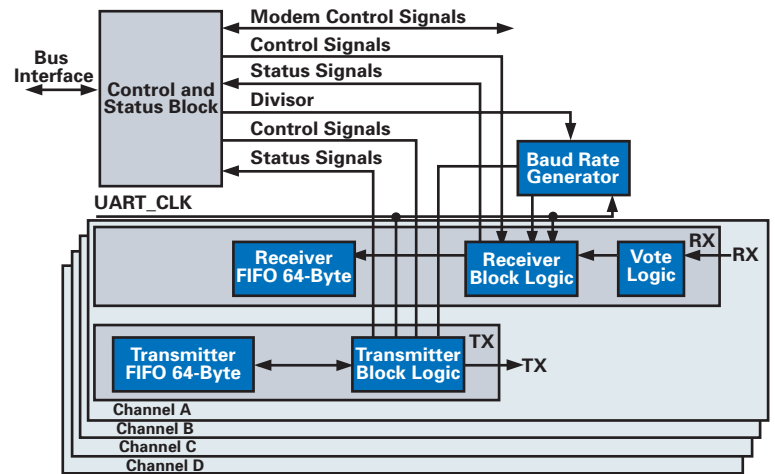 Modem Control Signals
Control Signals
Bus
Interface
Status Signals
Control and
Status Block
Divisor
Control Signals
Status Signals
Baud Rate
Generator
UART_CLK
RX
Receiver
FIFO 64-Byte
Receiver
Block Logic
Vote
Logic
RX
TX
Transmitter
FIFO 64-Byte
Transmitter
Block Logic
TX
Channel A
Channel B
Channel C
Channel D